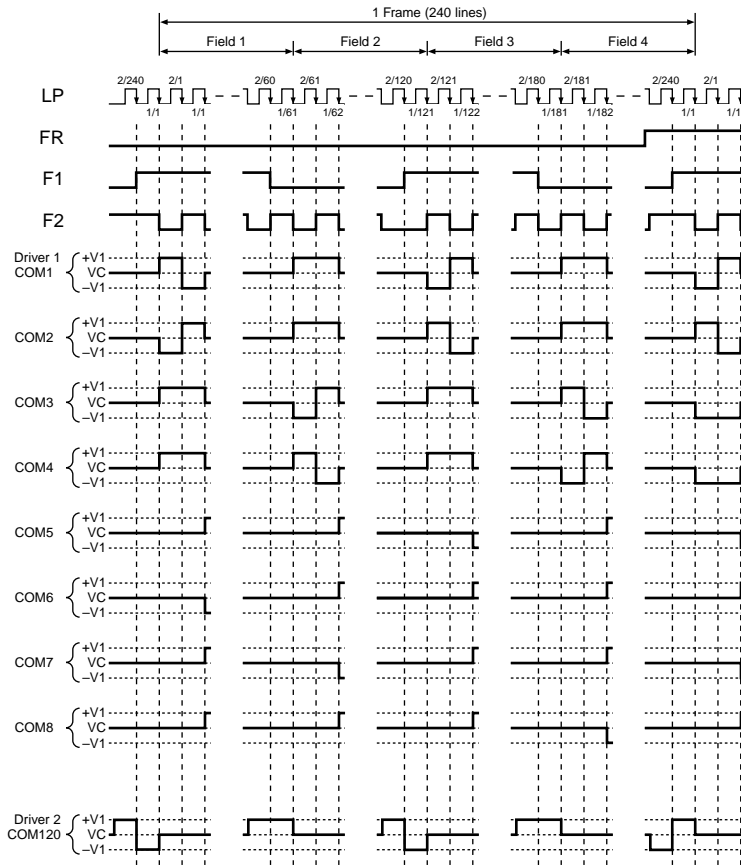 1 Frame (240 lines)
Field 1 Field 2 Field 3 Field 4
2/240 2/1 2/60 2/61 2/120 2/121 2/180 2/181 2/240 2/1
LP
1/1 1/1 1/61 1/62 1/121 1/122 1/181 1/182 1/1 1/1
FR
F1
F2
Driver 1 +V1
COM1 VC
–V1
+V1
COM2 VC
–V1
+V1
COM3 VC
–V1
+V1
COM4 VC
–V1
+V1
COM5 VC
–V1
+V1
COM6 VC
–V1
+V1
COM7 VC
–V1
+V1
COM8 VC
–V1
Driver 2 +V1
COM120 VC
–V1